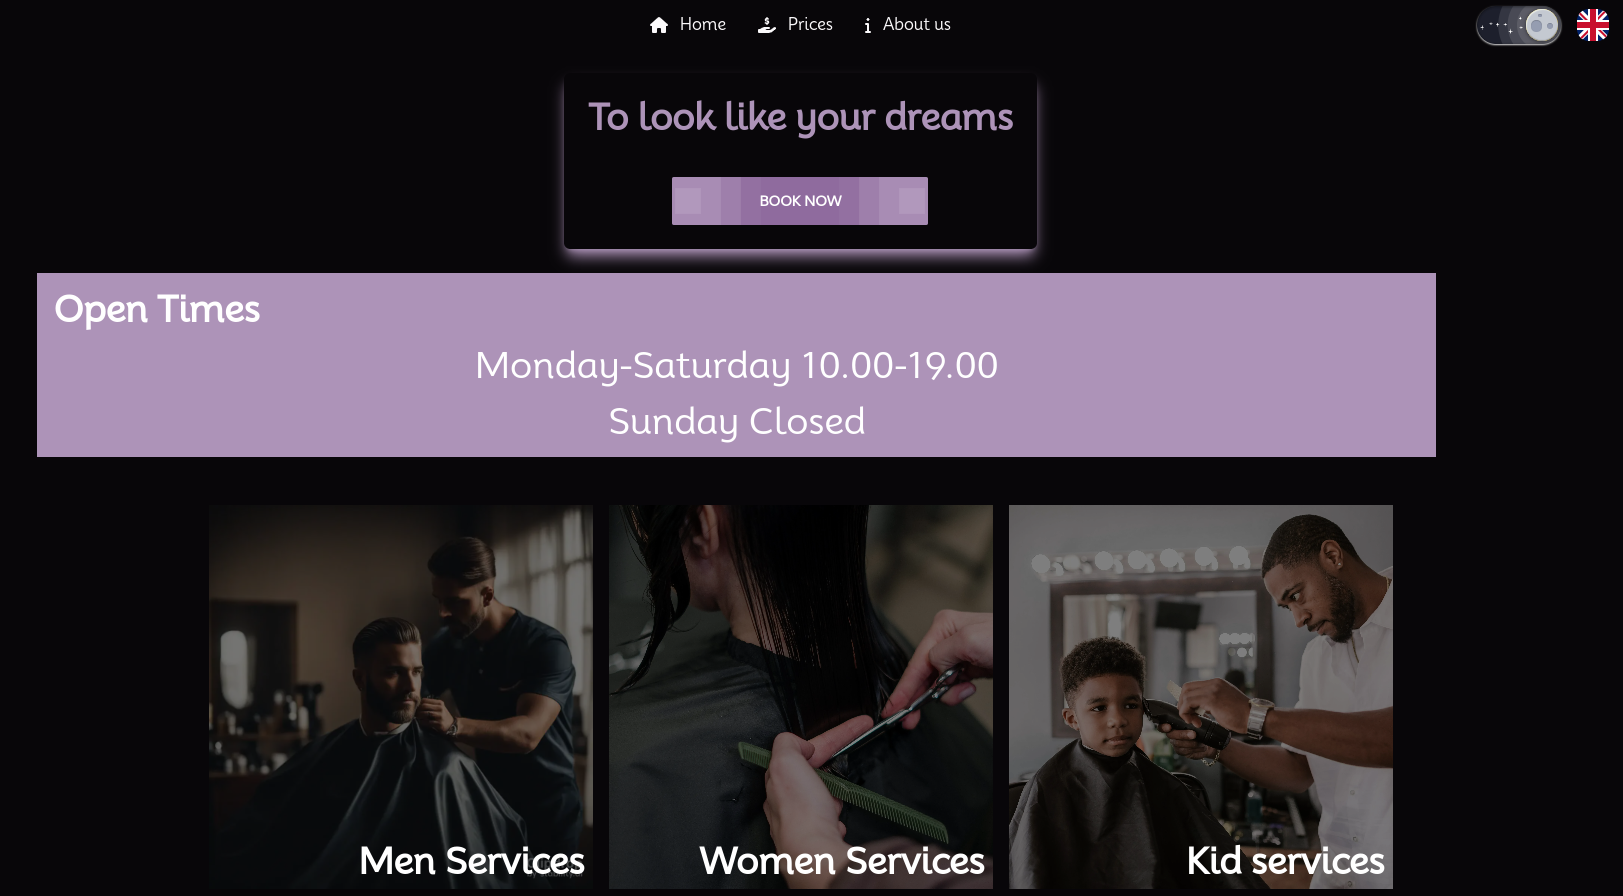 Home Prices About us
To look like your dreams
BOOK NOW
Open Times
Monday-Saturday 10.00-19.00
Sunday Closed
Men Services Women Services Kid services